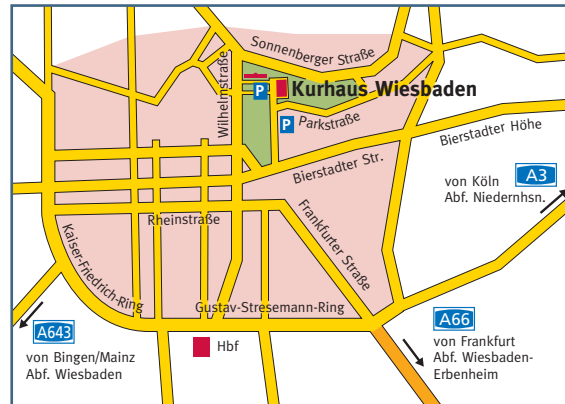 Sonnenberger Straße
Wilhelmstraße
P
Kurhaus Wiesbaden
P
Parkstraße
Bierstadter Höhe
Bierstadter Str.
von Köln
Abf. Niedernhsn.
A3
Rheinstraße
Frankfurter Straße
Kaiser-Friedrich-Ring
Gustav-Stresemann-Ring
A643
von Bingen/Mainz
Abf. Wiesbaden
Hbf
A66
von Frankfurt
Abf. Wiesbaden-
Erbenheim